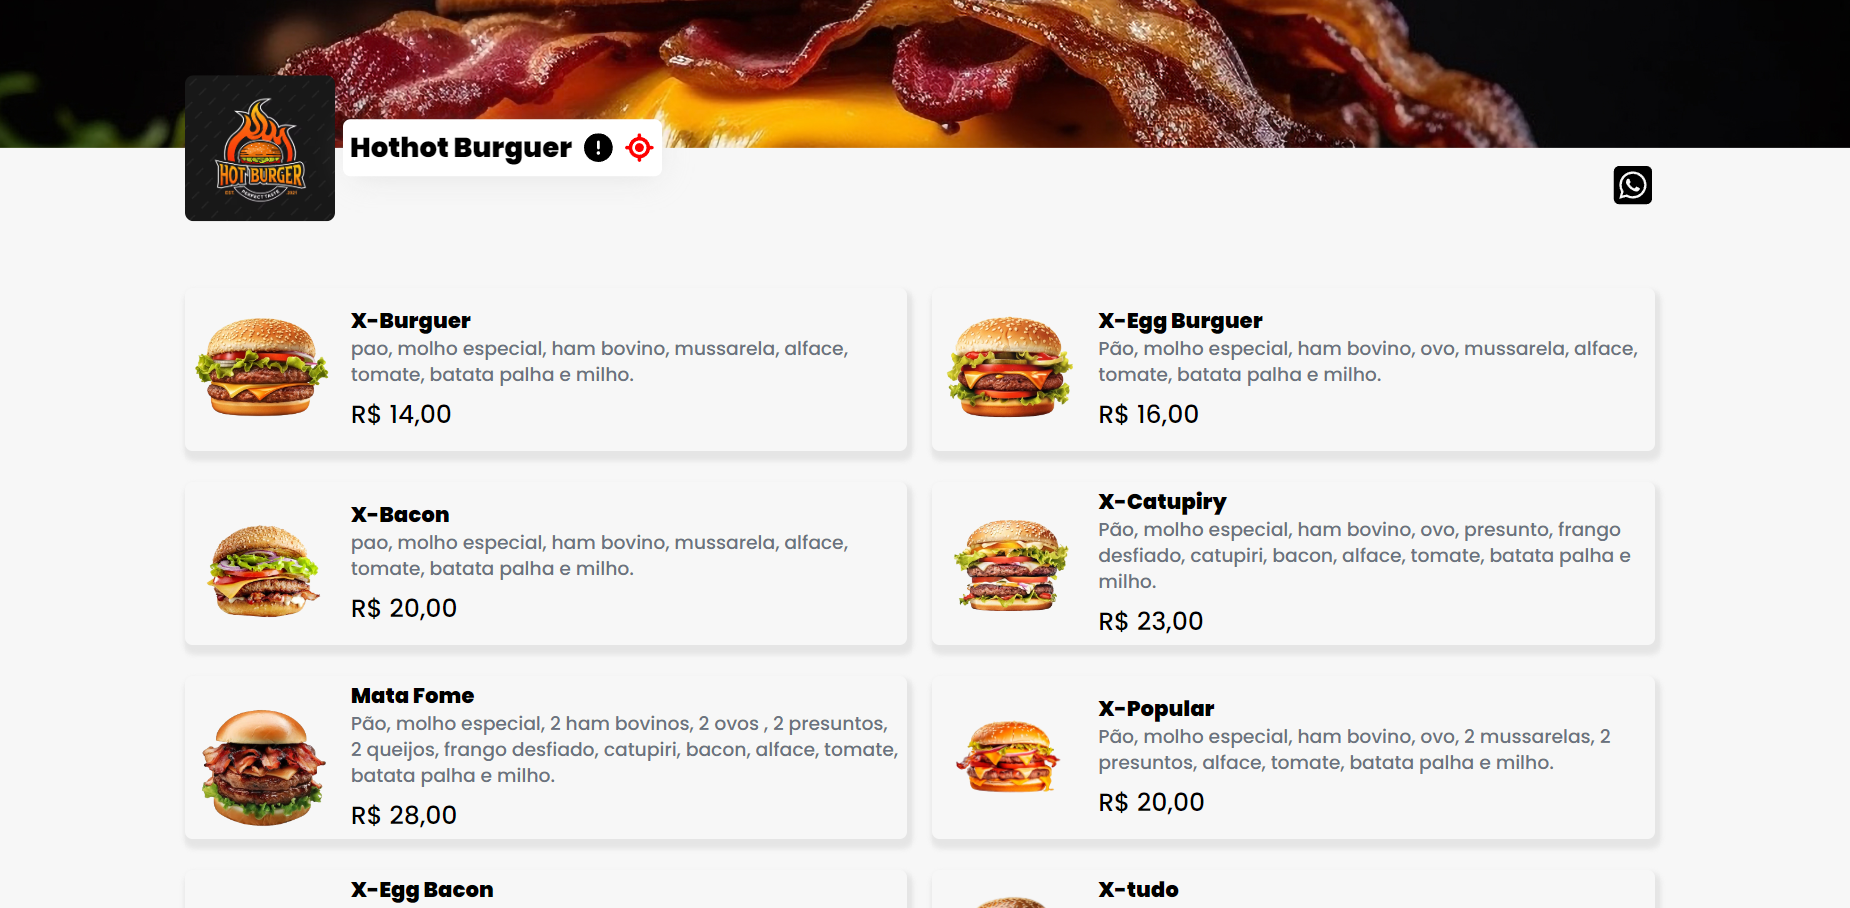 HOT BURGER
PERFECT TASTE
EST.
2021
Hothot Burguer
X-Burguer
pao, molho especial, ham bovino, mussarela, alface,
tomate, batata palha e milho.
R$ 14,00
X-Egg Burguer
Pão, molho especial, ham bovino, ovo, mussarela, alface,
tomate, batata palha e milho.
R$ 16,00
X-Bacon
pao, molho especial, ham bovino, mussarela, alface,
tomate, batata palha e milho.
R$ 20,00
X-Catupiry
Pão, molho especial, ham bovino, ovo, presunto, frango
desfiado, catupiri, bacon, alface, tomate, batata palha e
milho.
R$ 23,00
Mata Fome
Pão, molho especial, 2 ham bovinos, 2 ovos , 2 presuntos,
2 queijos, frango desfiado, catupiri, bacon, alface, tomate,
batata palha e milho.
R$ 28,00
X-Popular
Pão, molho especial, ham bovino, ovo, 2 mussarelas, 2
presuntos, alface, tomate, batata palha e milho.
R$ 20,00
X-Egg Bacon
X-tudo